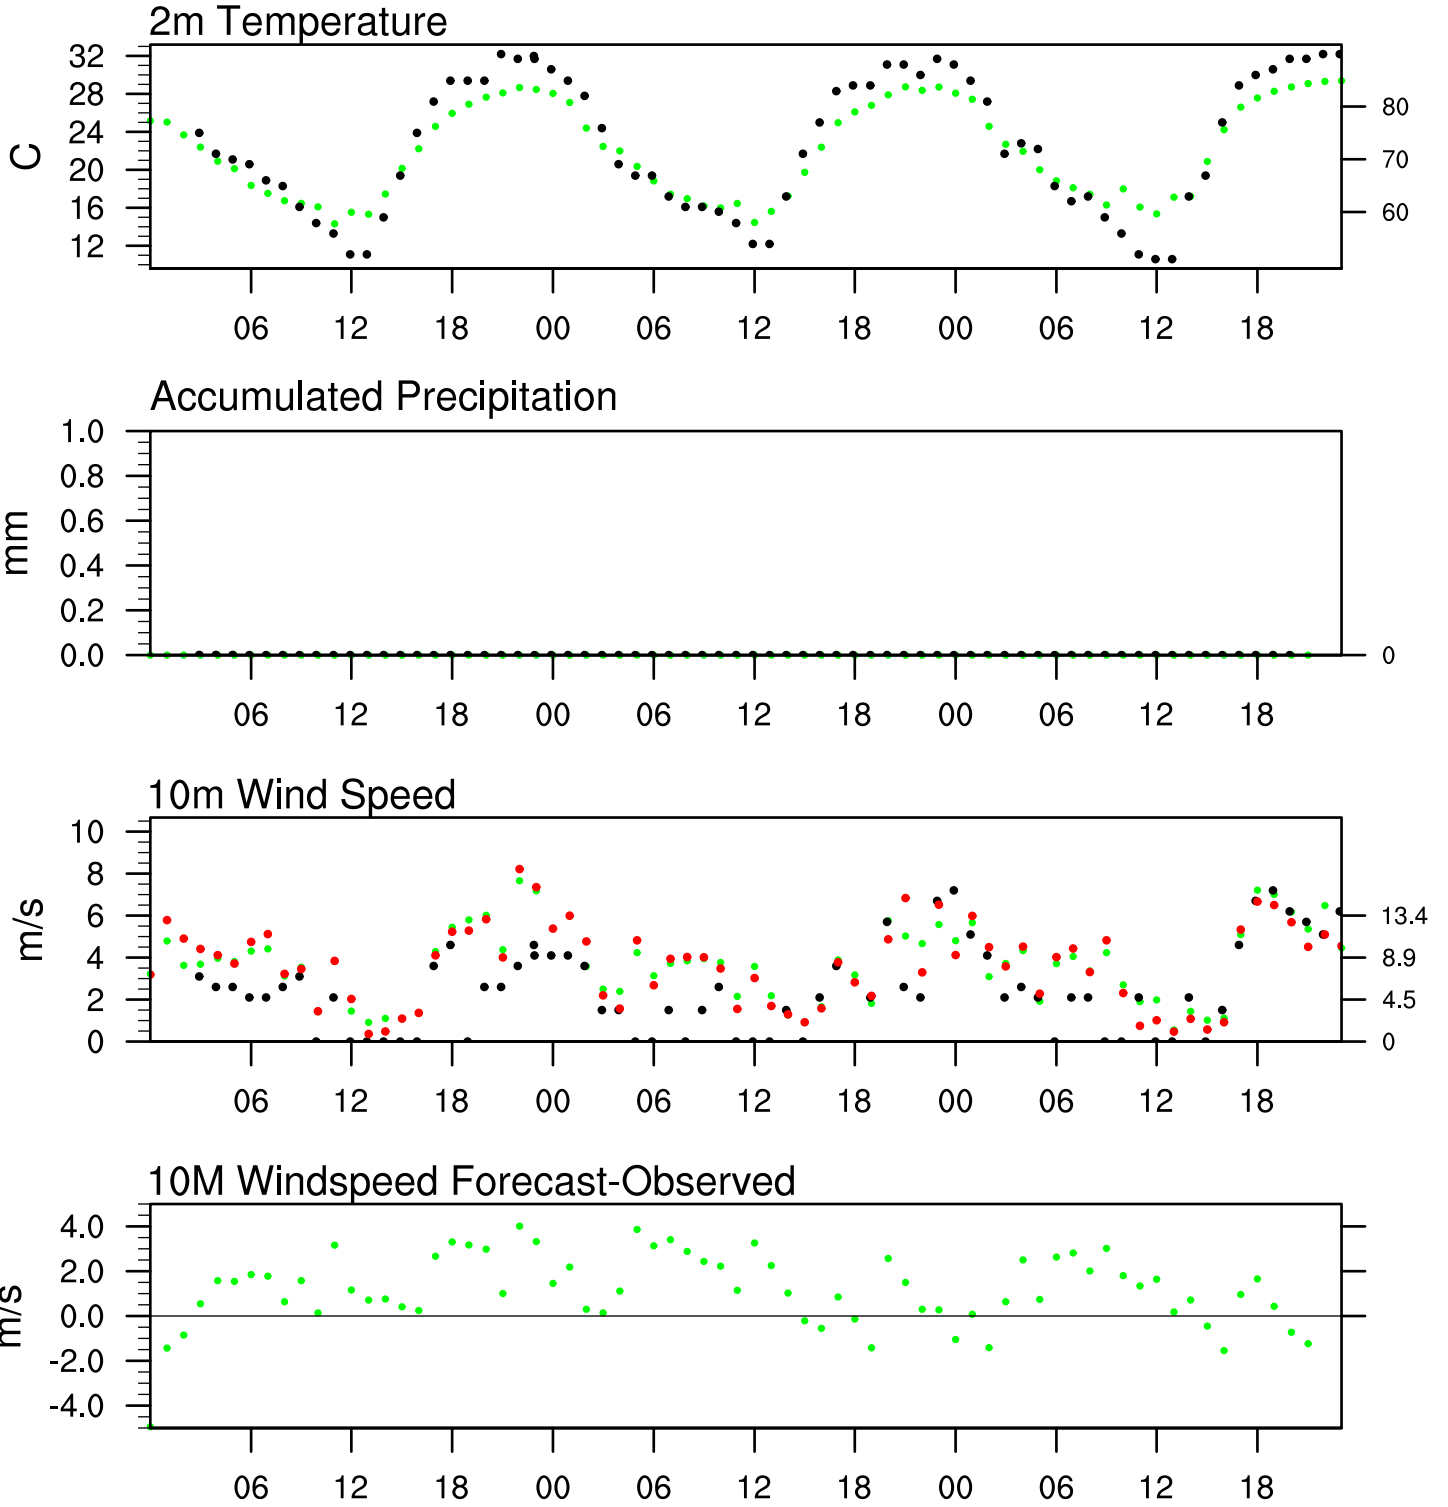 2m Temperature
32
28
24
20
16
12
C
80
70
60
06 12 18 00 06 12 18 00 06 12 18
Accumulated Precipitation
1.0
0.8
0.6
0.4
0.2
0.0
mm
0
06 12 18 00 06 12 18 00 06 12 18
10m Wind Speed
10
8
6
4
2
0
m/s
13.4
8.9
4.5
0
06 12 18 00 06 12 18 00 06 12 18
10M Windspeed Forecast-Observed
4.0
2.0
0.0
-2.0
-4.0
m/s
06 12 18 00 06 12 18 00 06 12 18